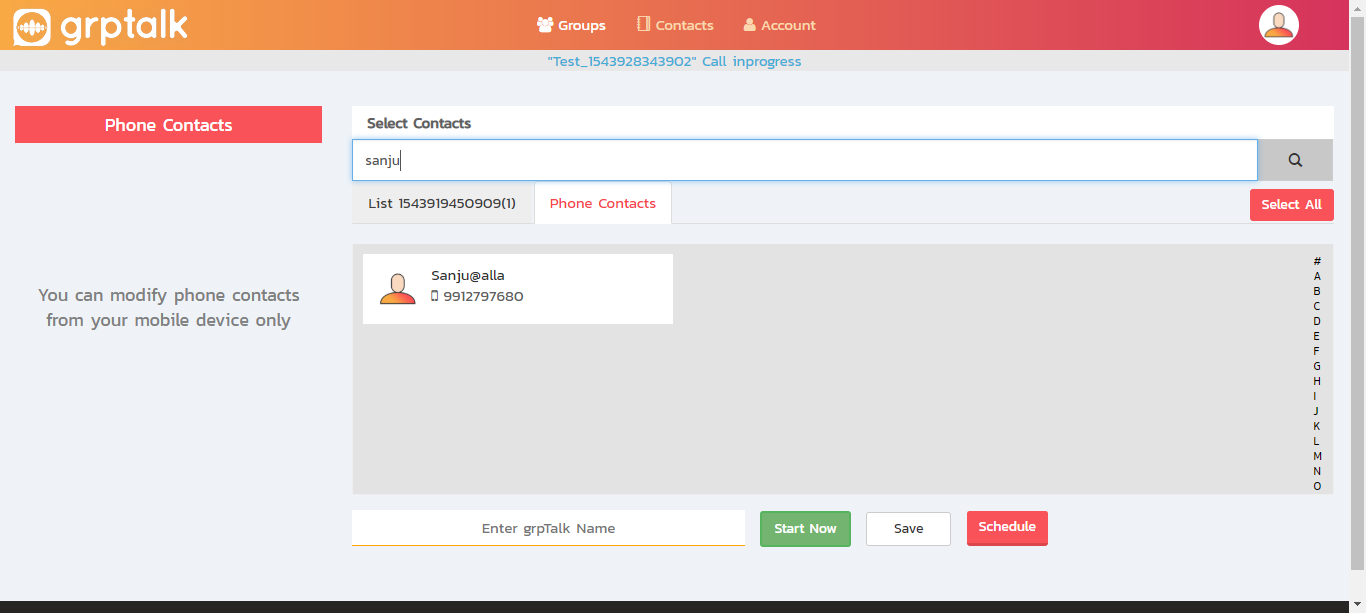 grptalk
Groups
Contacts
Account
"Test_1543928343902" Call inprogress
Phone Contacts
You can modify phone contacts
from your mobile device only
Select Contacts
sanju
List 1543919450909(1)
Phone Contacts
Select All
Sanju@alla
9912797680
#
A
B
C
D
E
F
G
H
I
J
K
L
M
N
O
Enter grpTalk Name
Start Now
Save
Schedule